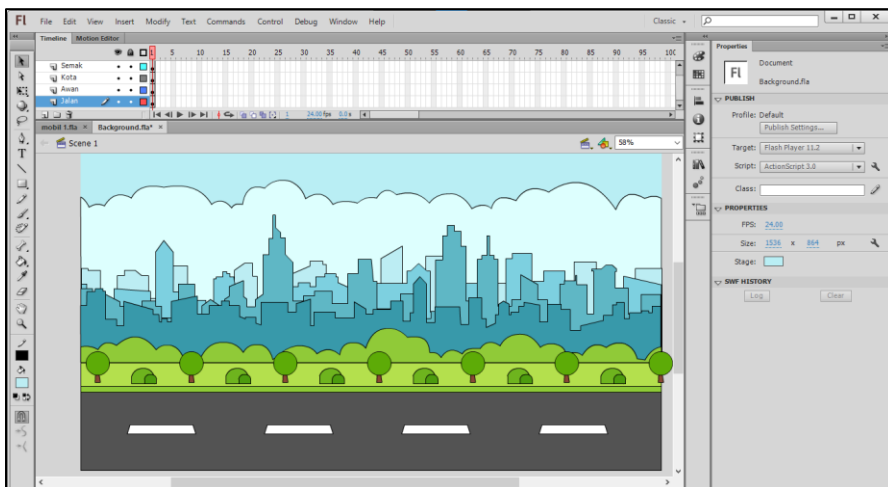 Fl File Edit View Insert Modify Text Commands Control Debug Window Help Classic
Timeline Motion Editor
1 5 10 15 20 25 30 35 40 45 50 55 60 65 70 75 80 85 90 95 100
Semak
Kota
Awan
Jalan
1 24.00 fps 0.0 s
mobil 1.fla × Background.fla* ×
Scene 1 58%
Properties
Document
Fl
Background.fla
PUBLISH
Profile: Default
Publish Settings...
Target: Flash Player 11.2
Script: ActionScript 3.0
Class:
PROPERTIES
FPS: 24.00
Size: 1536 x 864 px
Stage:
SWF HISTORY
Log Clear